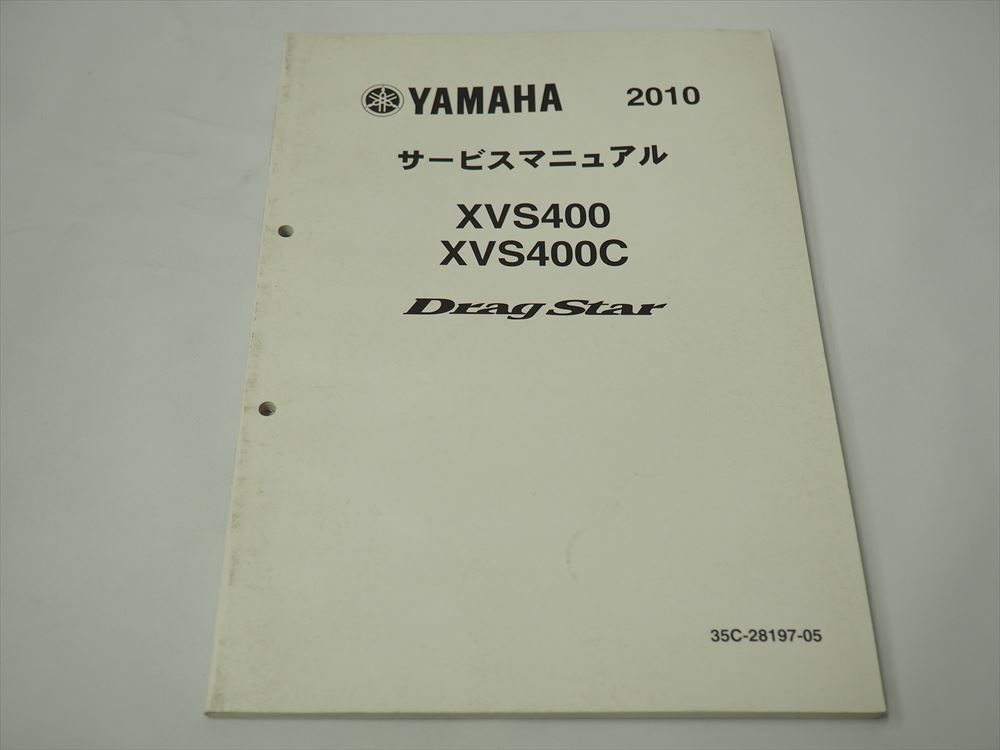 YAMAHA 2010
サービスマニュアル
XVS400
XVS400C
Drag Star
35C-28197-05